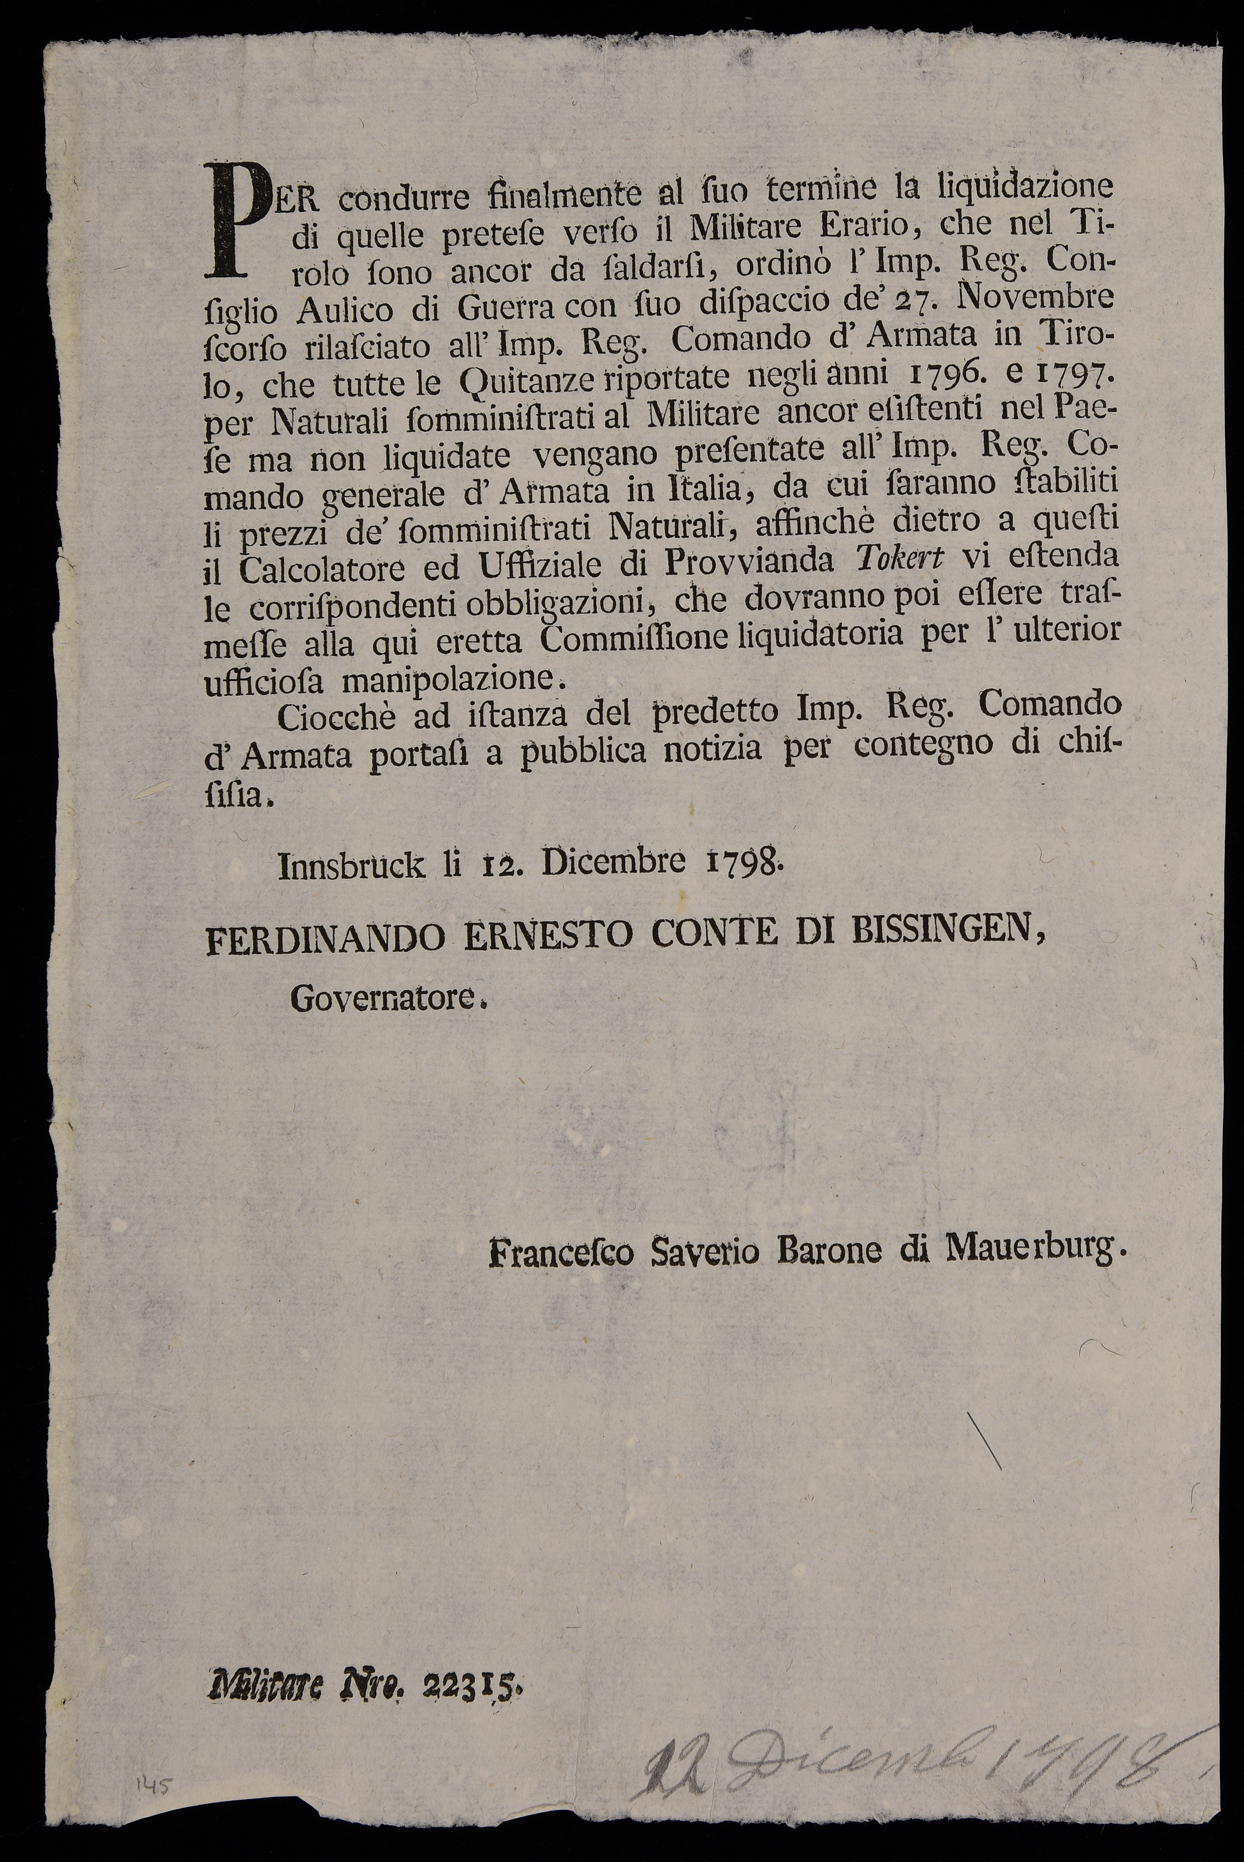 PER condurre finalmente al ſuo termine la liquidazione
di quelle preteſe verſo il Militare Erario, che nel Ti-
rolo ſono ancor da ſaldarſi, ordinò l' Imp. Reg. Con-
ſiglio Aulico di Guerra con ſuo diſpaccio de' 27. Novembre
ſcorſo rilaſciato all' Imp. Reg. Comando d' Armata in Tiro-
lo, che tutte le Quitanze riportate negli anni 1796. e 1797.
per Naturali ſomminiſtrati al Militare ancor eſiſtenti nel Pae-
ſe ma non liquidate vengano preſentate all' Imp. Reg. Co-
mando generale d' Armata in Italia, da cui ſaranno ſtabiliti
li prezzi de' ſomminiſtrati Naturali, affinchè dietro a queſti
il Calcolatore ed Uffiziale di Provvianda Tokert vi eſtenda
le corriſpondenti obbligazioni, che dovranno poi eſſere traſ-
meſſe alla qui eretta Commiſſione liquidatoria per l' ulterior
ufficioſa manipolazione.
Ciocchè ad iſtanza del predetto Imp. Reg. Comando
d' Armata portaſi a pubblica notizia per contegno di chiſ-
ſiſia.
Innsbruck li 12. Dicembre 1798.
FERDINANDO ERNESTO CONTE DI BISSINGEN,
Governatore.
Franceſco Saverio Barone di Mauerburg.
Militare Nro. 22315.
12 Dicemb 1798.
145